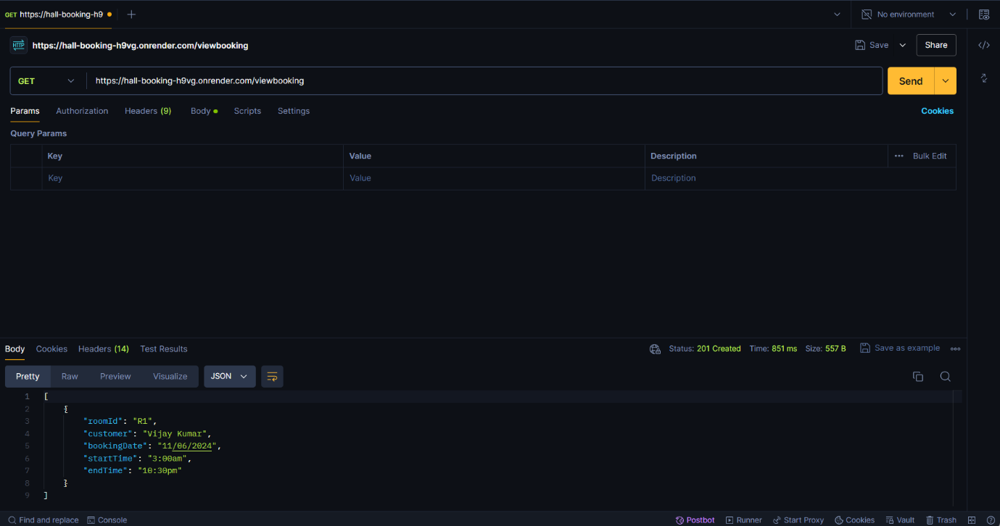 GET https://hall-booking-h9 No environment
HTTP https://hall-booking-h9vg.onrender.com/viewbooking Save Share
GET https://hall-booking-h9vg.onrender.com/viewbooking Send
Params Authorization Headers (9) Body Scripts Settings Cookies
Query Params
Key Value Description Bulk Edit
Key Value Description
Body Cookies Headers (14) Test Results Status: 201 Created Time: 851 ms Size: 557 B Save as example
Pretty Raw Preview Visualize JSON
1 [
2 {
3 "roomId": "R1",
4 "customer": "Vijay Kumar",
5 "bookingDate": "11/06/2024",
6 "startTime": "3:00am",
7 "endTime": "10:30pm"
8 }
9 ]
Find and replace Console Postbot Runner Start Proxy Cookies Vault Trash